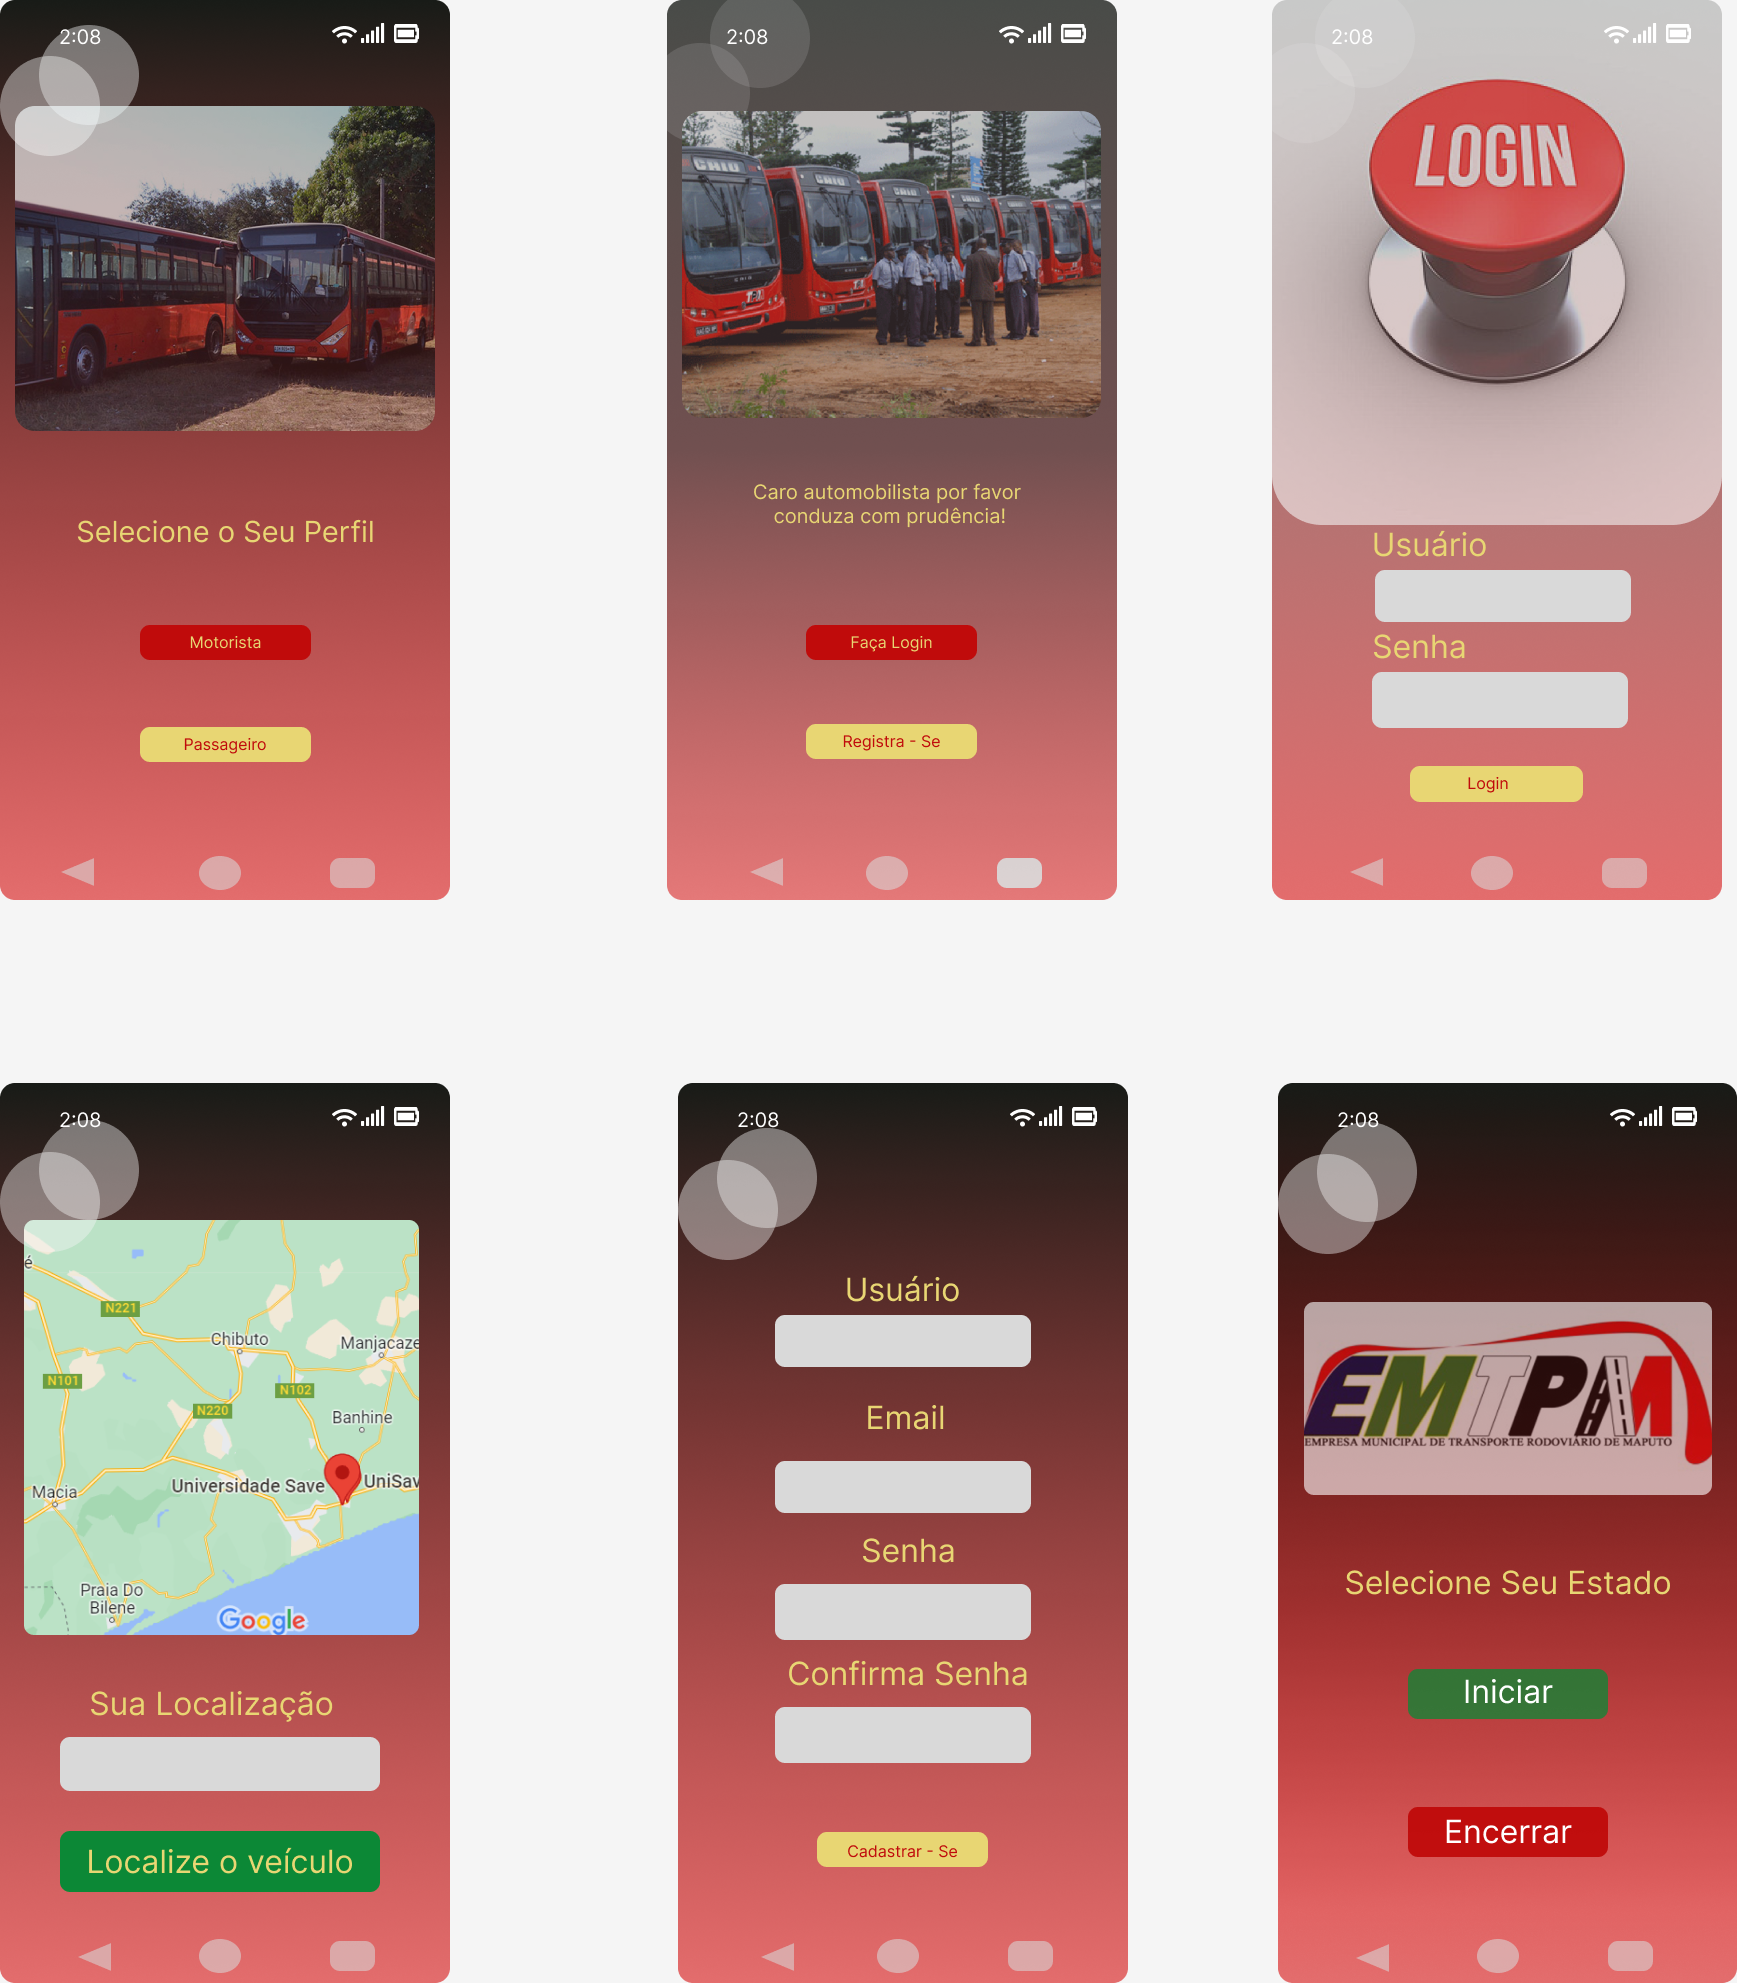 2:08
Selecione o Seu Perfil
Motorista
Passageiro
2:08
Caro automobilista por favor
conduza com prudência!
Faça Login
Registra - Se
2:08
LOGIN
Usuário
Senha
Login
2:08
é
N221
Chibuto
Manjacaze
N101
N102
N220
Banhine
Macia
Universidade Save
UniSav
Praia Do
Bilene
Google
Sua Localização
Localize o veículo
2:08
Usuário
Email
Senha
Confirma Senha
Cadastrar - Se
2:08
EMTPM
EMPRESA MUNICIPAL DE TRANSPORTE RODOVIÁRIO DE MAPUTO
Selecione Seu Estado
Iniciar
Encerrar